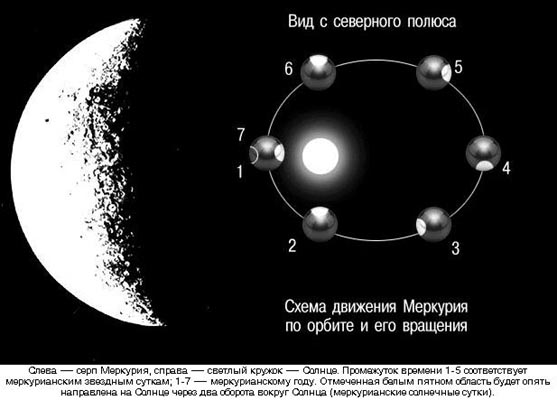 Вид с северного полюса
6
5
7
1
4
2
3
Схема движения Меркурия
по орбите и его вращения
Слева — серп Меркурия, справа — светлый кружок — Солнце. Промежуток времени 1-5 соответствует
меркурианским звездным суткам; 1-7 — меркурианскому году. Отмеченная белым пятном область будет опять
направлена на Солнце через два оборота вокруг Солнца (меркурианские солнечные сутки).